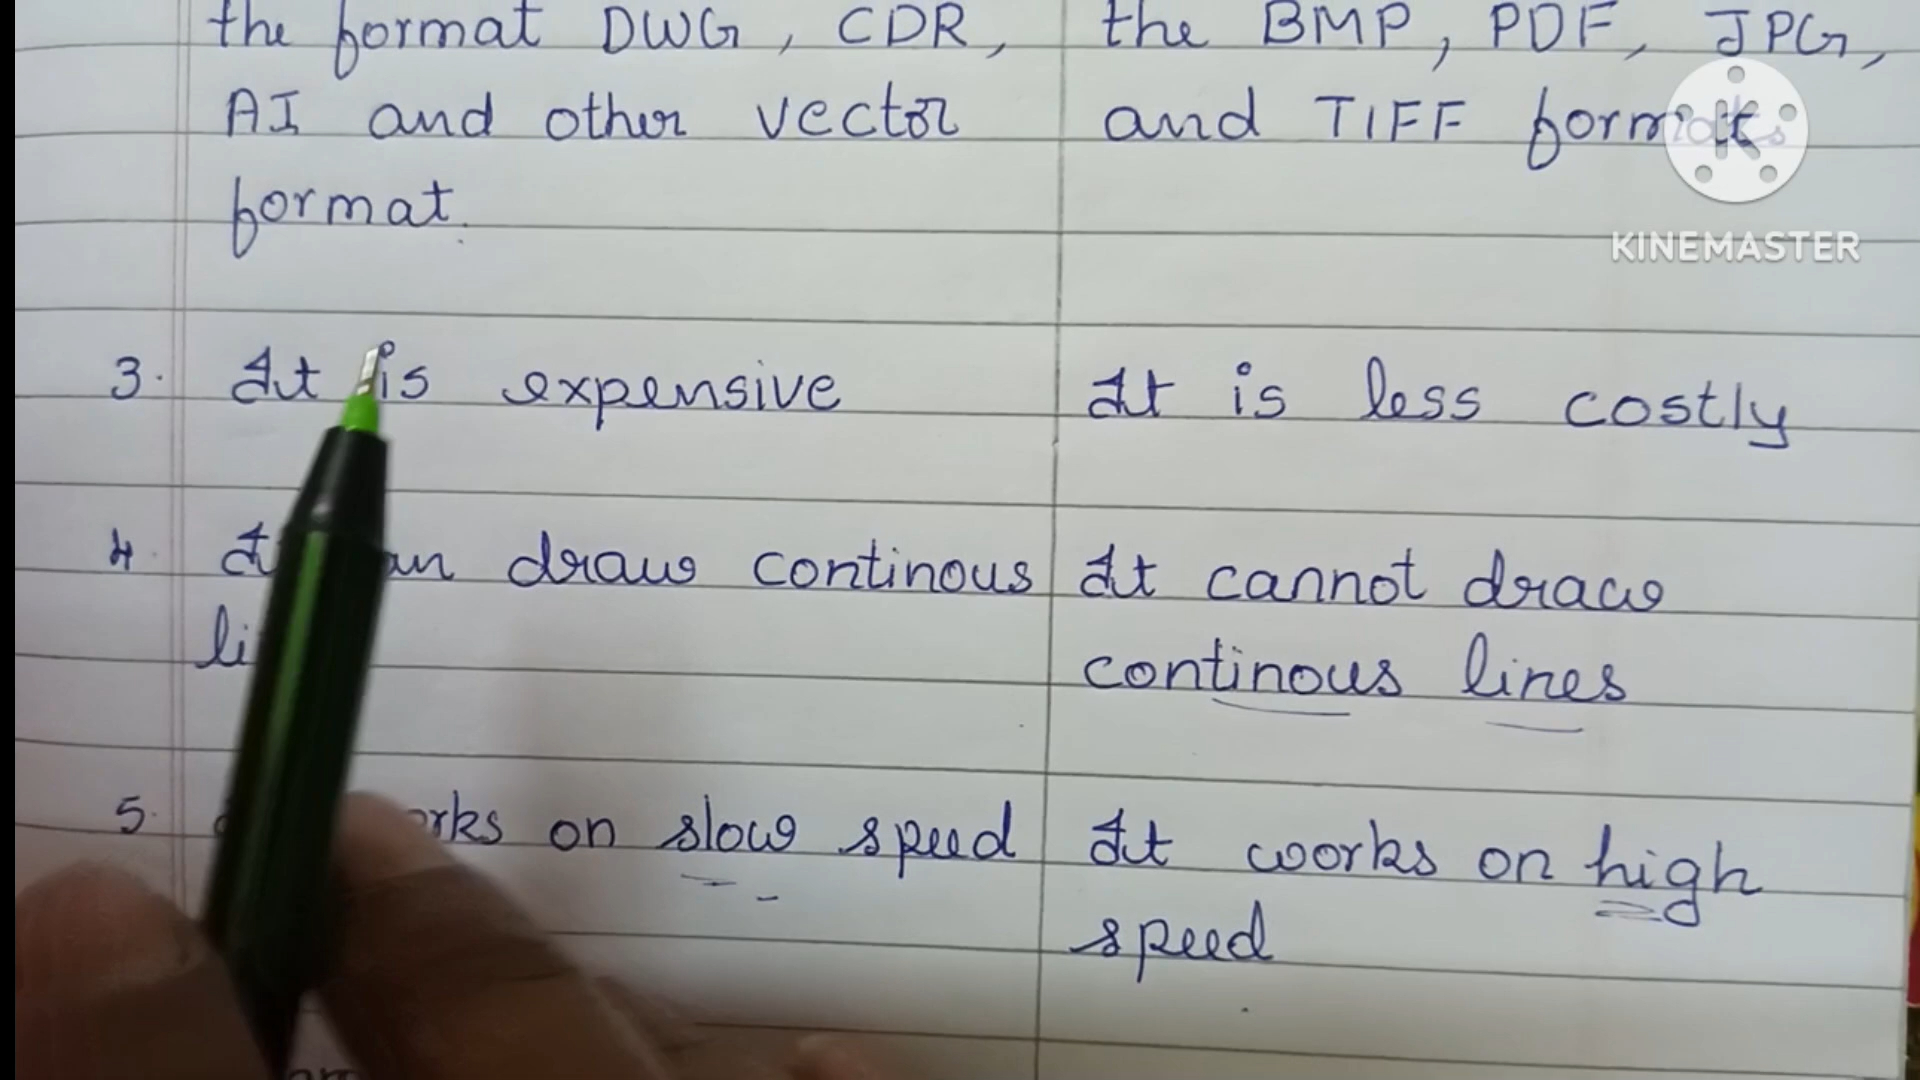 the format DWG, CDR,
AI and other vector
format.
the BMP, PDF, JPG,
and TIFF formats
KINEMASTER
3. It is expensive
It is less costly
4. draw continous
It cannot draw
continous lines
5. on slow speed
It works on high
speed